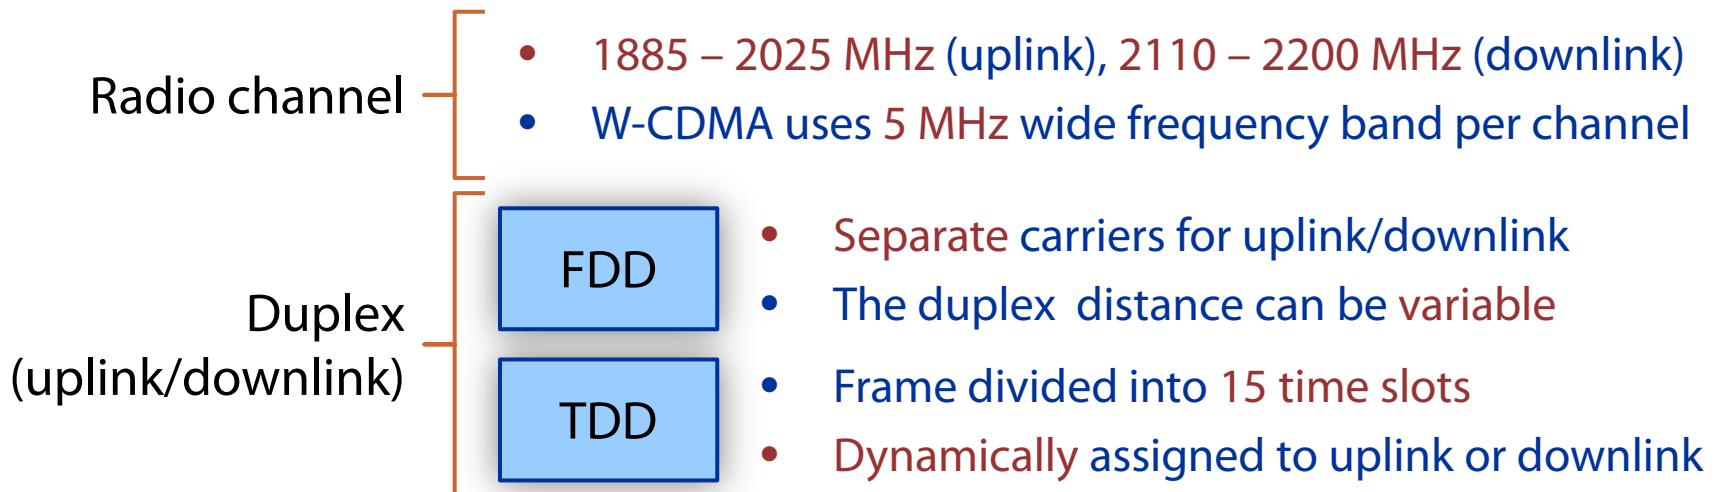 Radio channel
• 1885 – 2025 MHz (uplink), 2110 – 2200 MHz (downlink)
• W-CDMA uses 5 MHz wide frequency band per channel
Duplex
(uplink/downlink)
FDD
• Separate carriers for uplink/downlink
• The duplex distance can be variable
TDD
• Frame divided into 15 time slots
• Dynamically assigned to uplink or downlink